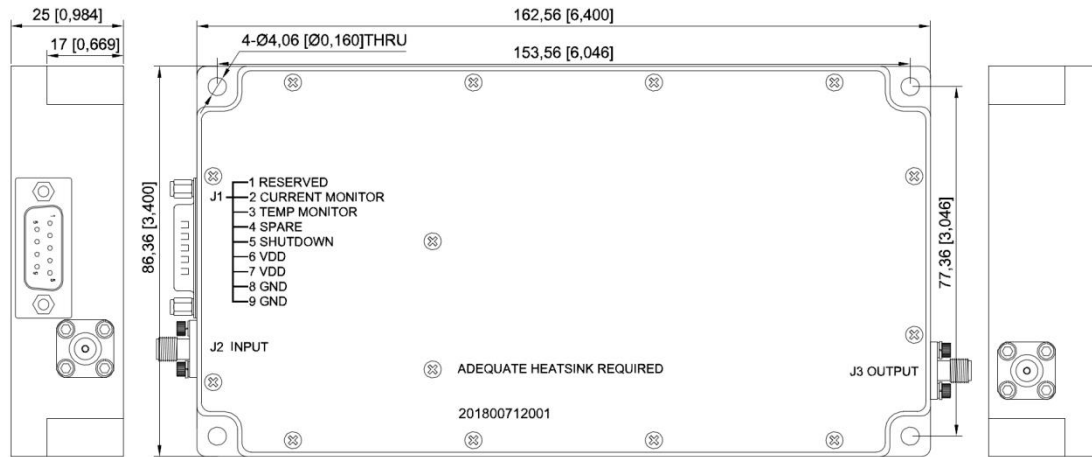 25 [0,984]
17 [0,669]
162,56 [6,400]
4-Ø4,06 [Ø0,160]THRU
153,56 [6,046]
86,36 [3,400]
77,36 [3,046]
J1
1 RESERVED
2 CURRENT MONITOR
3 TEMP MONITOR
4 SPARE
5 SHUTDOWN
6 VDD
7 VDD
8 GND
9 GND
J2 INPUT
ADEQUATE HEATSINK REQUIRED
J3 OUTPUT
201800712001